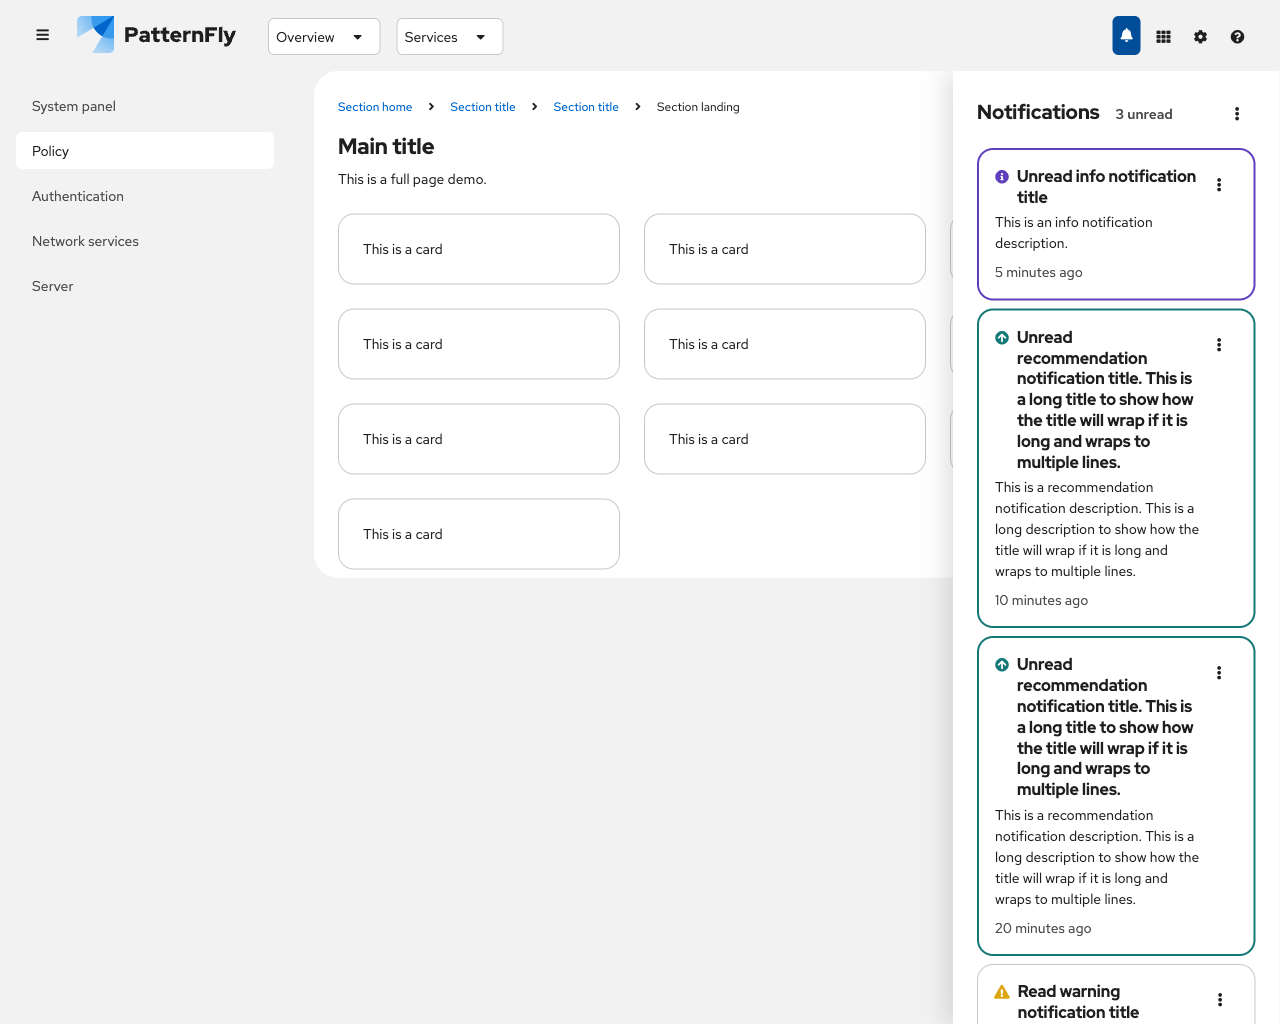 PatternFly
Overview
Services
System panel
Policy
Authentication
Network services
Server
Section home
Section title
Section title
Section landing
Main title
This is a full page demo.
This is a card
This is a card
This is a card
This is a card
This is a card
This is a card
This is a card
Notifications
3 unread
Unread info notification
title
This is an info notification
description.
5 minutes ago
Unread
recommendation
notification title. This is
a long title to show how
the title will wrap if it is
long and wraps to
multiple lines.
This is a recommendation
notification description. This is a
long description to show how the
title will wrap if it is long and
wraps to multiple lines.
10 minutes ago
Unread
recommendation
notification title. This is
a long title to show how
the title will wrap if it is
long and wraps to
multiple lines.
This is a recommendation
notification description. This is a
long description to show how the
title will wrap if it is long and
wraps to multiple lines.
20 minutes ago
Read warning
notification title